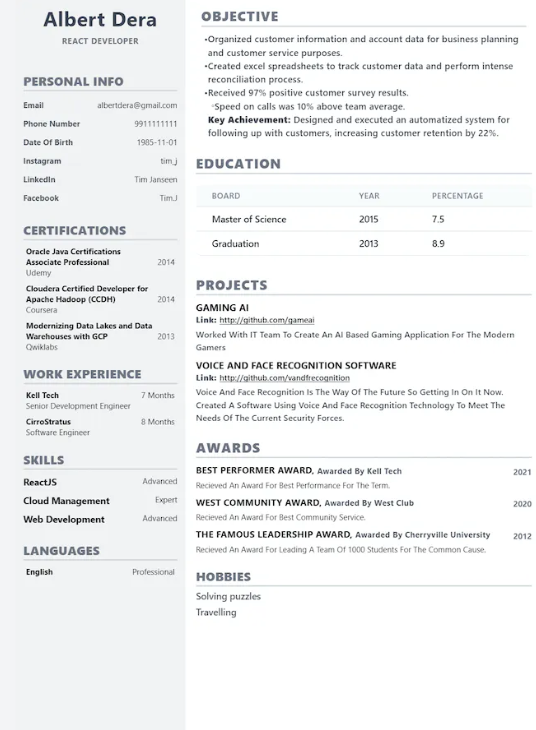 Albert Dera
REACT DEVELOPER
PERSONAL INFO
Email albertdera@gmail.com
Phone Number 9911111111
Date Of Birth 1985-11-01
Instagram tim_j
LinkedIn Tim Janseen
Facebook Tim.J
CERTIFICATIONS
Oracle Java Certifications
Associate Professional 2014
Udemy
Cloudera Certified Developer for
Apache Hadoop (CCDH) 2014
Coursera
Modernizing Data Lakes and Data
Warehouses with GCP 2013
Qwiklabs
WORK EXPERIENCE
Kell Tech 7 Months
Senior Development Engineer
CirroStratus 8 Months
Software Engineer
SKILLS
ReactJS Advanced
Cloud Management Expert
Web Development Advanced
LANGUAGES
English Professional
OBJECTIVE
•Organized customer information and account data for business planning
and customer service purposes.
•Created excel spreadsheets to track customer data and perform intense
reconciliation process.
•Received 97% positive customer survey results.
◦Speed on calls was 10% above team average.
Key Achievement: Designed and executed an automatized system for
following up with customers, increasing customer retention by 22%.
EDUCATION
BOARD YEAR PERCENTAGE
Master of Science 2015 7.5
Graduation 2013 8.9
PROJECTS
GAMING AI
Link: http://github.com/gameai
Worked With IT Team To Create An AI Based Gaming Application For The Modern
Gamers
VOICE AND FACE RECOGNITION SOFTWARE
Link: http://github.com/vandfrecognition
Voice And Face Recognition Is The Way Of The Future So Getting In On It Now.
Created A Software Using Voice And Face Recognition Technology To Meet The
Needs Of The Current Security Forces.
AWARDS
BEST PERFORMER AWARD, Awarded By Kell Tech 2021
Recieved An Award For Best Performance For The Term.
WEST COMMUNITY AWARD, Awarded By West Club 2020
Recieved An Award For Best Community Service.
THE FAMOUS LEADERSHIP AWARD, Awarded By Cherryville University 2012
Recieved An Award For Leading A Team Of 1000 Students For The Common Cause.
HOBBIES
Solving puzzles
Travelling